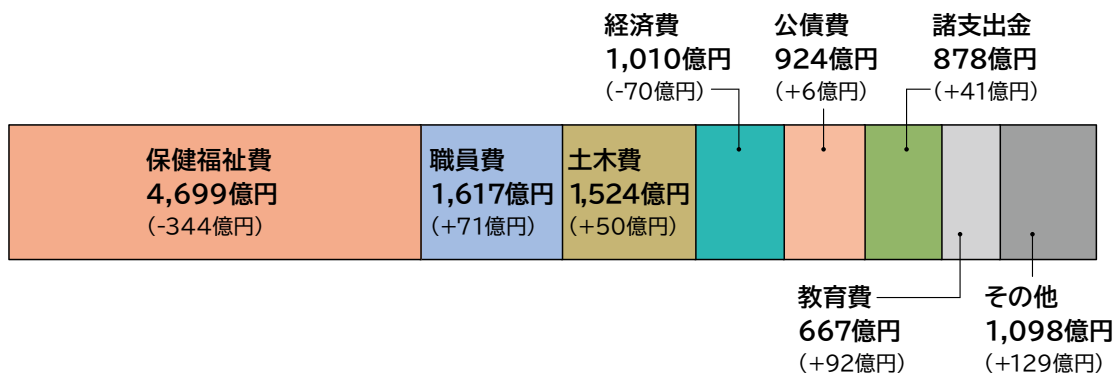 経済費
1,010億円
(-70億円)
公債費
924億円
(+6億円)
諸支出金
878億円
(+41億円)
保健福祉費
4,699億円
(-344億円)
職員費
1,617億円
(+71億円)
土木費
1,524億円
(+50億円)
教育費
667億円
(+92億円)
その他
1,098億円
(+129億円)